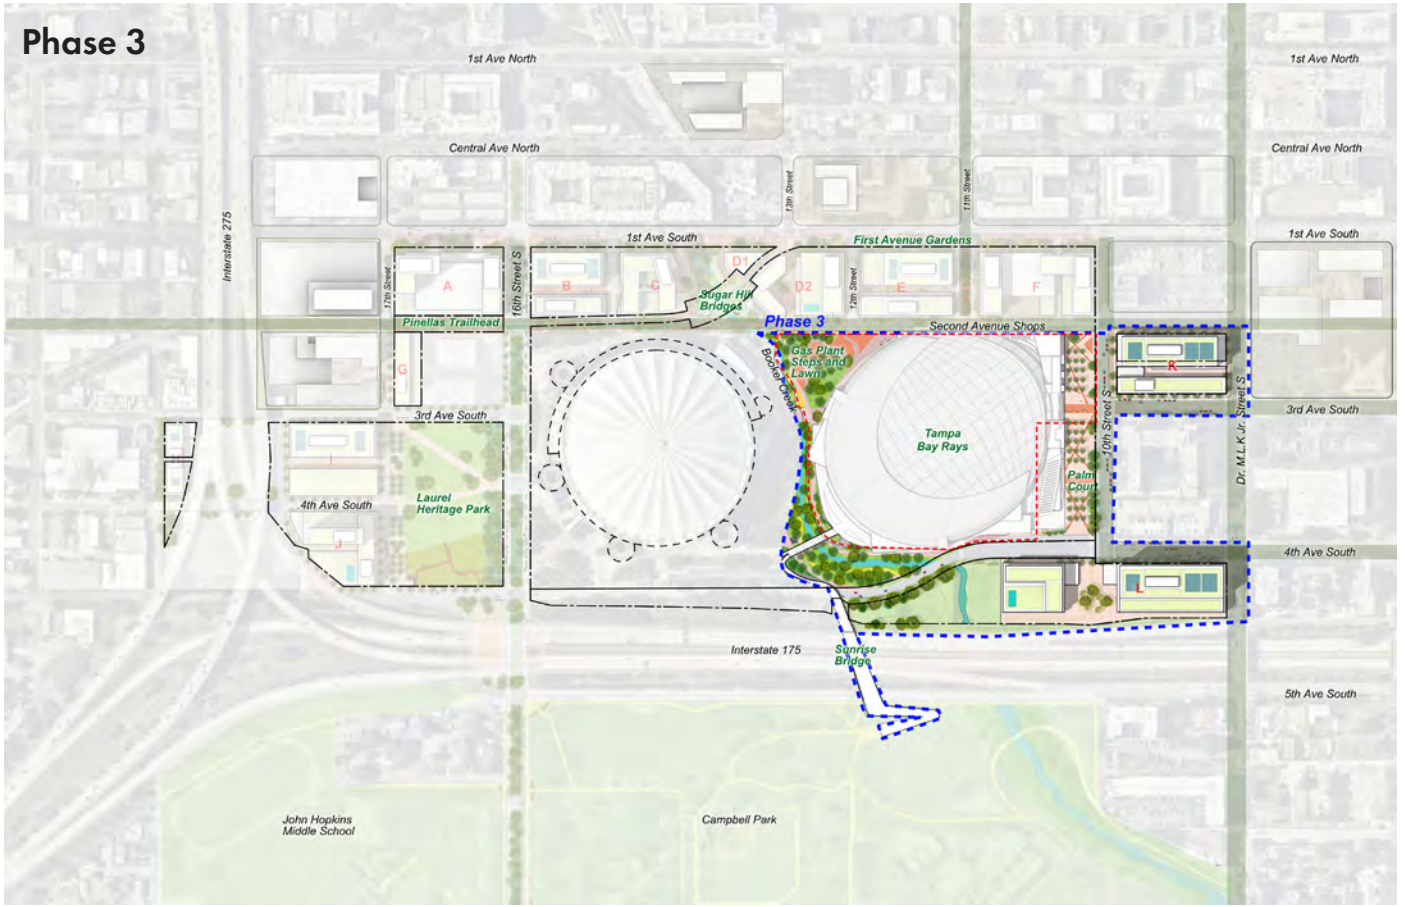 Phase 3
1st Ave North
1st Ave North
Central Ave North
Central Ave North
13th Street
11th Street
Interstate 275
1st Ave South
First Avenue Gardens
1st Ave South
17th Street
16th Street S
A
B
C
D1
D2
12th Street
E
F
Sugar Hill
Bridges
Pinellas Trailhead
Phase 3
Second Avenue Shops
Booker Creek
Gas Plant
Steps and
Lawn
G
K
10th Street S
Dr. M.L.K Jr. Street S
3rd Ave South
3rd Ave South
Tampa
Bay Rays
I
Palm
Court
4th Ave South
Laurel
Heritage Park
J
4th Ave South
L
Interstate 175
Sunrise
Bridge
5th Ave South
John Hopkins
Middle School
Campbell Park